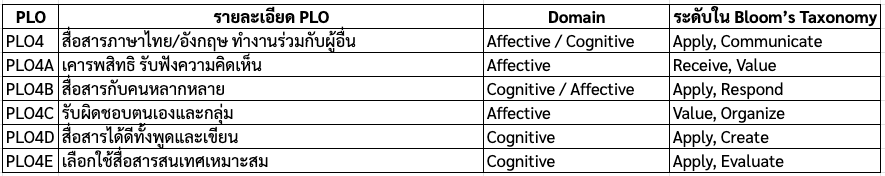 PLO รายละเอียด PLO Domain ระดับใน Bloom's Taxonomy
PLO4 สื่อสารภาษาไทย/อังกฤษ ทำงานร่วมกับผู้อื่น Affective / Cognitive Apply, Communicate
PLO4A เคารพสิทธิ รับฟังความคิดเห็น Affective Receive, Value
PLO4B สื่อสารกับคนหลากหลาย Cognitive / Affective Apply, Respond
PLO4C รับผิดชอบตนเองและกลุ่ม Affective Value, Organize
PLO4D สื่อสารได้ดีทั้งพูดและเขียน Cognitive Apply, Create
PLO4E เลือกใช้สื่อสารสนเทศเหมาะสม Cognitive Apply, Evaluate